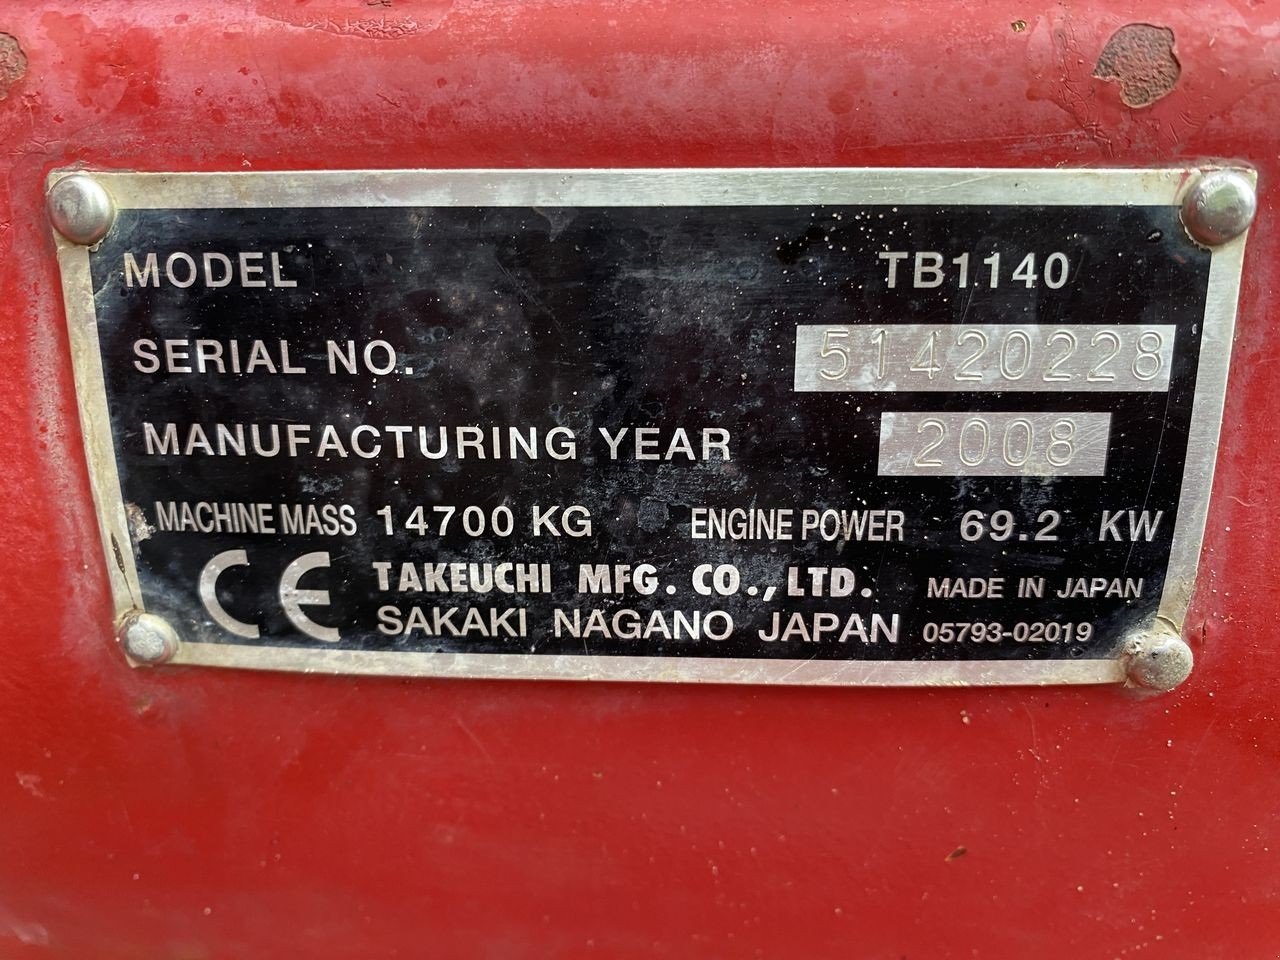 MODEL TB1140
SERIAL NO. 51420228
MANUFACTURING YEAR 2008
MACHINE MASS 14700 KG ENGINE POWER 69.2 KW
CE TAKEUCHI MFG. CO., LTD. MADE IN JAPAN
SAKAKI NAGANO JAPAN 05793-02019